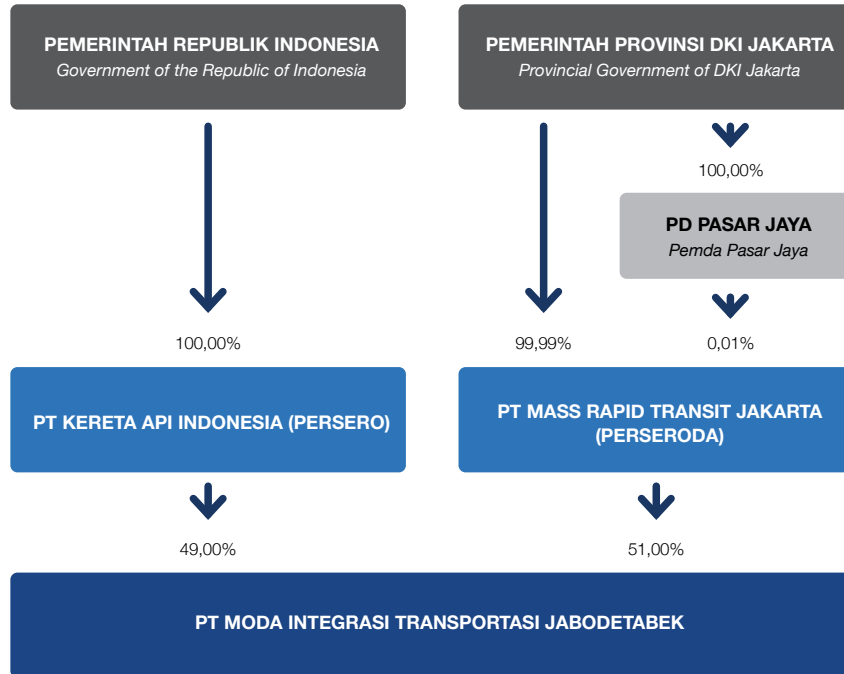 PEMERINTAH REPUBLIK INDONESIA
Government of the Republic of Indonesia
PEMERINTAH PROVINSI DKI JAKARTA
Provincial Government of DKI Jakarta
100,00%
PD PASAR JAYA
Pemda Pasar Jaya
100,00%
99,99%
0,01%
PT KERETA API INDONESIA (PERSERO)
PT MASS RAPID TRANSIT JAKARTA
(PERSERODA)
49,00%
51,00%
PT MODA INTEGRASI TRANSPORTASI JABODETABEK